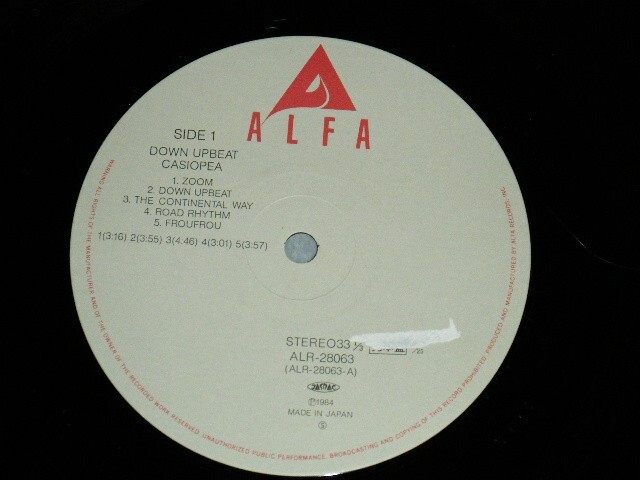 ALFA
SIDE 1
DOWN UPBEAT
CASIOPEA
1. ZOOM
2. DOWN UPBEAT
3. THE CONTINENTAL WAY
4. ROAD RHYTHM
5. FROUFROU
1(3:16) 2(3:55) 3(4:46) 4(3:01) 5(3:57)
STEREO 33 1/3
ALR-28063
(ALR-28063-A)
JASRAC
Ⓟ1984
MADE IN JAPAN
Ⓢ
WARNING: ALL RIGHTS OF THE MANUFACTURER AND OF THE OWNER OF THE RECORDED WORK RESERVED. UNAUTHORIZED PUBLIC PERFORMANCE, BROADCASTING AND COPYING OF THIS RECORD PROHIBITED. PRODUCED AND MANUFACTURED BY ALFA RECORDS, INC.